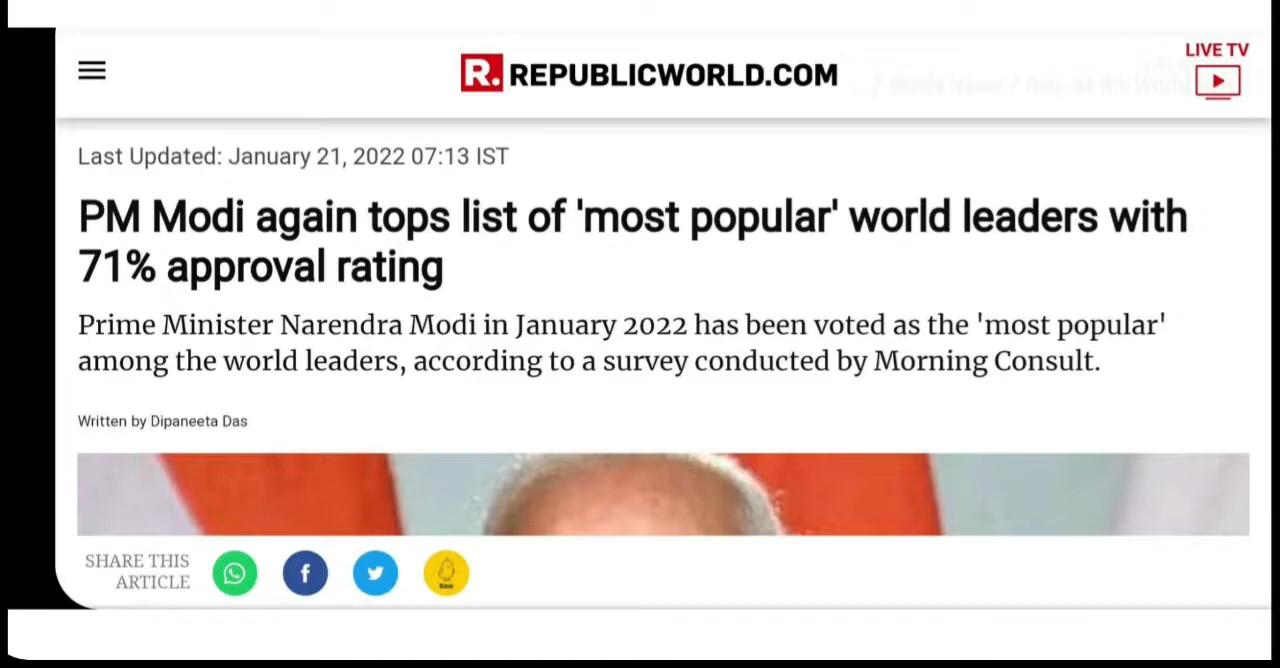 R. REPUBLICWORLD.COM
LIVE TV
Last Updated: January 21, 2022 07:13 IST
PM Modi again tops list of 'most popular' world leaders with
71% approval rating
Prime Minister Narendra Modi in January 2022 has been voted as the 'most popular'
among the world leaders, according to a survey conducted by Morning Consult.
Written by Dipaneeta Das
SHARE THIS
ARTICLE
Koo